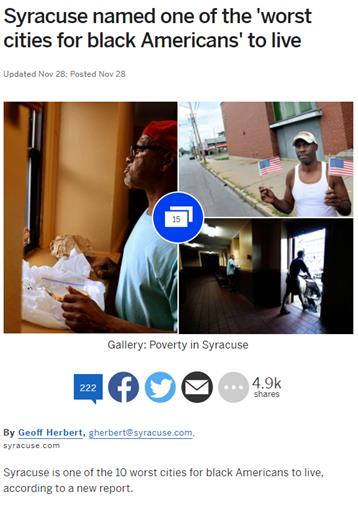 Syracuse named one of the 'worst
cities for black Americans' to live
Updated Nov 28; Posted Nov 28
15
Gallery: Poverty in Syracuse
222
4.9k
shares
By Geoff Herbert, gherbert@syracuse.com,
syracuse.com
Syracuse is one of the 10 worst cities for black Americans to live,
according to a new report.